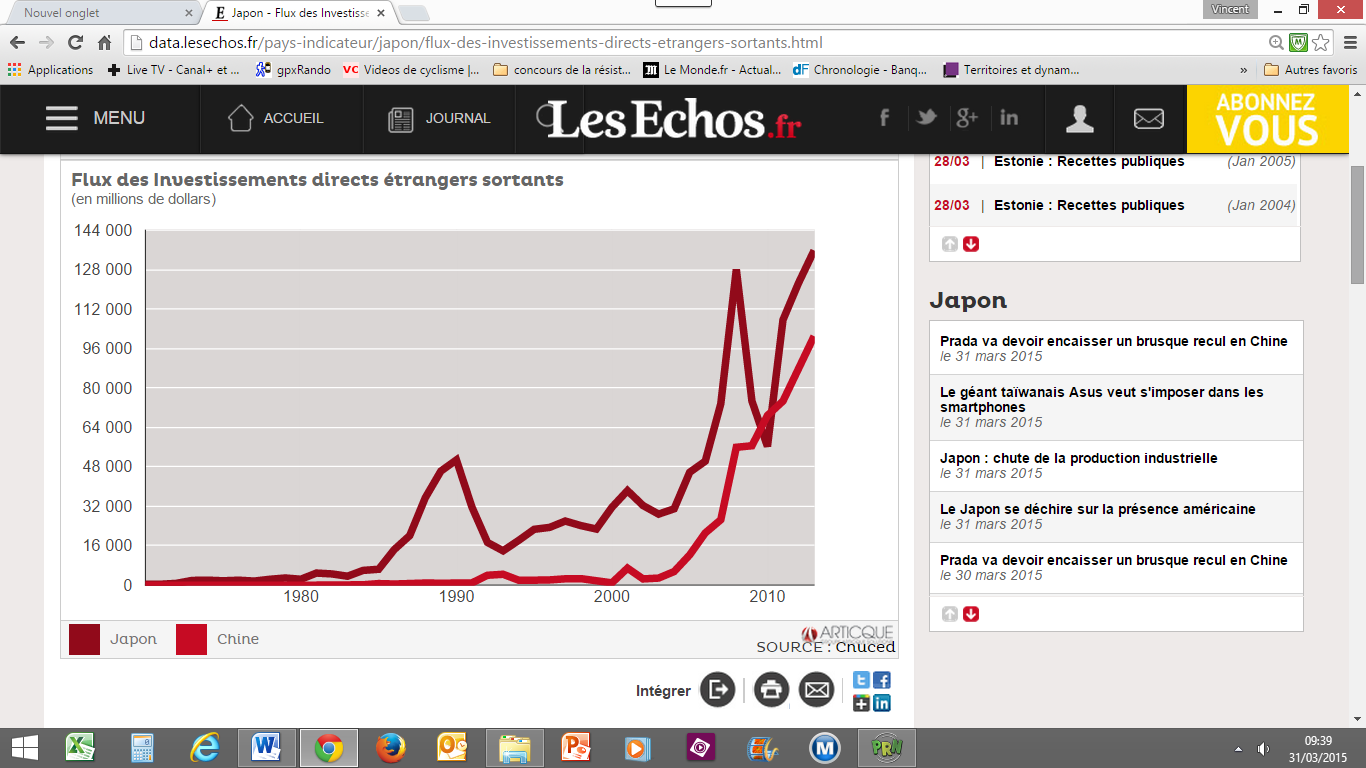 Nouvel onglet
Japon - Flux des Investisse
Vincent
data.lesechos.fr/pays-indicateur/japon/flux-des-investissements-directs-etrangers-sortants.html
Applications
Live TV - Canal+ et ...
gpxRando
VC Videos de cyclisme |...
concours de la résist...
Le Monde.fr - Actual...
Chronologie - Banq...
Territoires et dynam...
»
Autres favoris
MENU
ACCUEIL
JOURNAL
Les Echos.fr
ABONNEZ
VOUS
Flux des Investissements directs étrangers sortants
(en millions de dollars)
144 000
128 000
112 000
96 000
80 000
64 000
48 000
32 000
16 000
0
1980
1990
2000
2010
Japon
Chine
ARTICQUE
SOURCE : Cnuced
Intégrer
28/03 | Estonie : Recettes publiques (Jan 2005)
28/03 | Estonie : Recettes publiques (Jan 2004)
Japon
Prada va devoir encaisser un brusque recul en Chine
le 31 mars 2015
Le géant taïwanais Asus veut s'imposer dans les
smartphones
le 31 mars 2015
Japon : chute de la production industrielle
le 31 mars 2015
Le Japon se déchire sur la présence américaine
le 31 mars 2015
Prada va devoir encaisser un brusque recul en Chine
le 30 mars 2015
09:39
31/03/2015